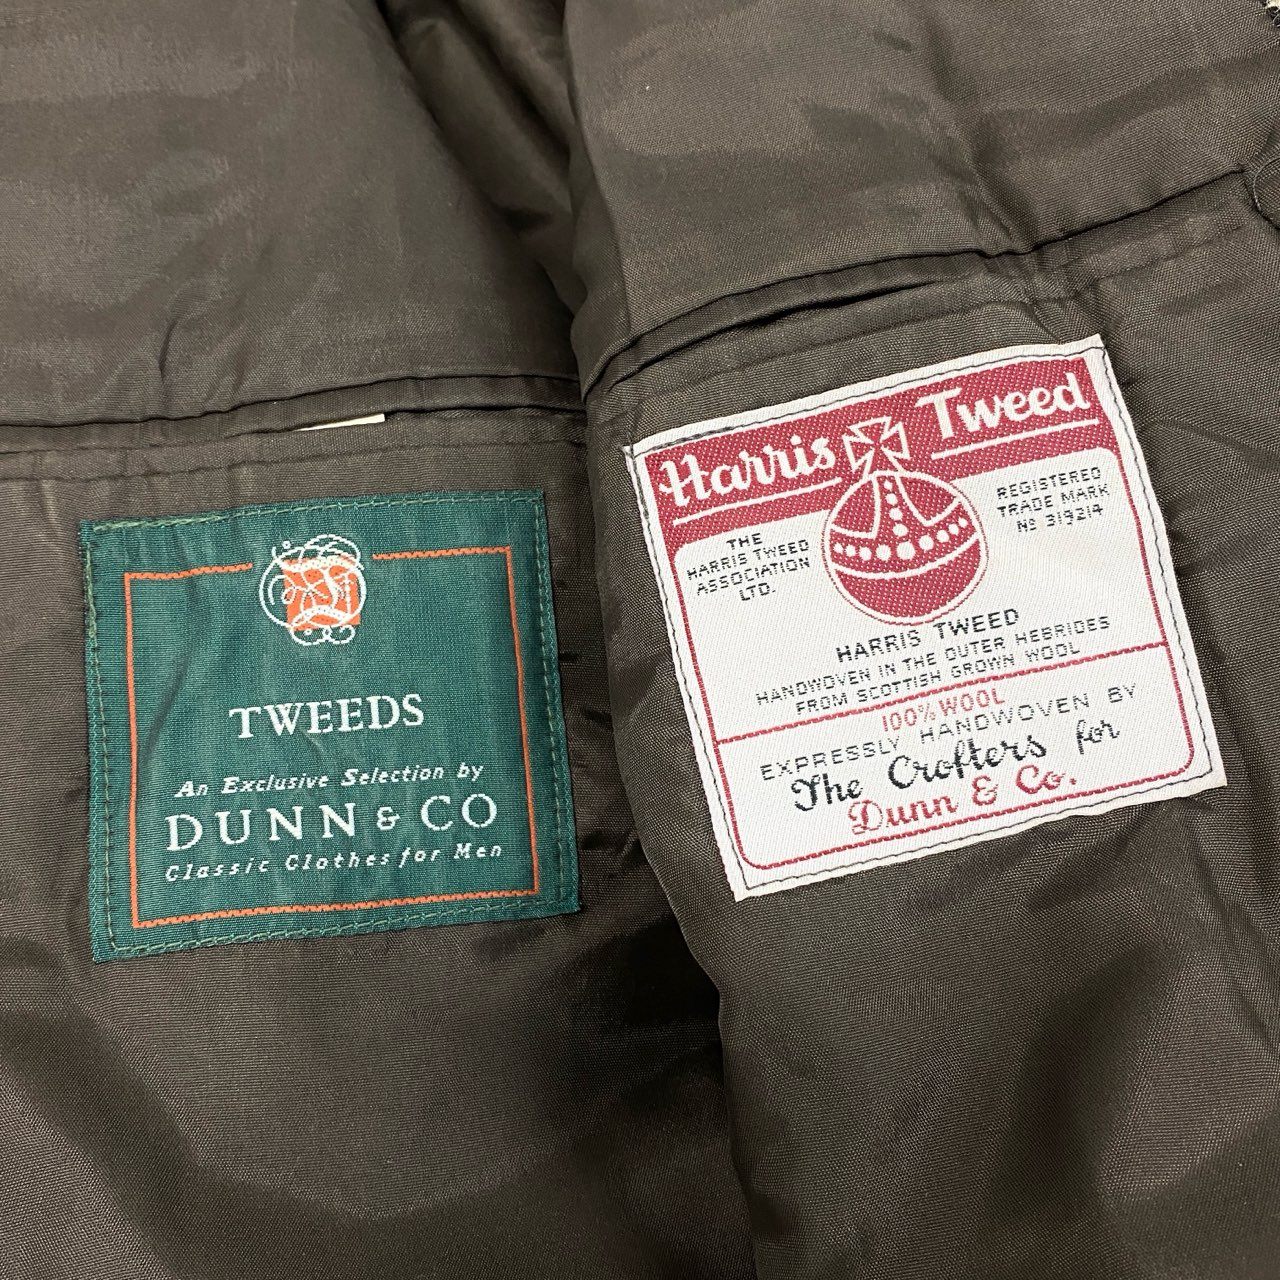 TWEEDS
An Exclusive Selection by
DUNN & CO
Classic Clothes for Men
Harris Tweed
THE
HARRIS TWEED
ASSOCIATION
LTD.
REGISTERED
TRADE MARK
Nº 319214
HARRIS TWEED
HANDWOVEN IN THE OUTER HEBRIDES
FROM SCOTTISH GROWN WOOL
100% WOOL
EXPRESSLY HANDWOVEN BY
The Crofters for
Dunn & Co.